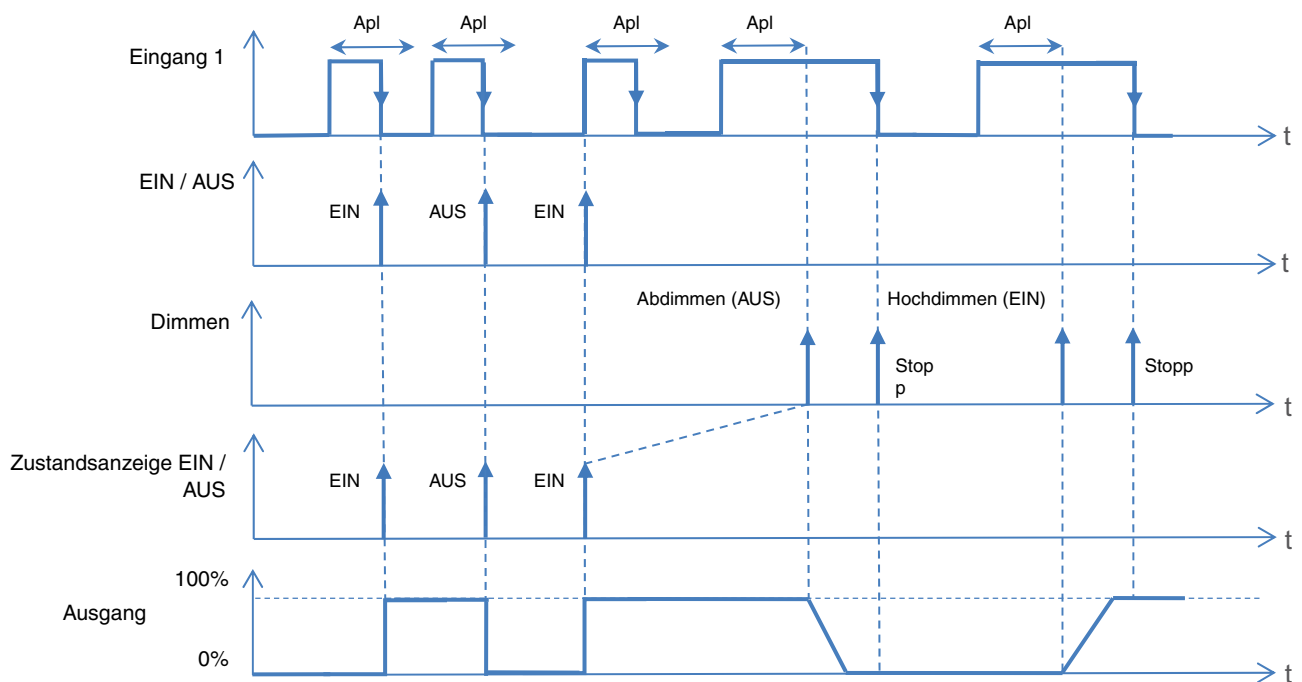 Apl Apl Apl Apl Apl
Eingang 1
t
EIN / AUS
EIN AUS EIN
t
Abdimmen (AUS) Hochdimmen (EIN)
Dimmen
Stop
p
Stopp
t
Zustandsanzeige EIN /
AUS
EIN AUS EIN
t
100%
Ausgang
0%
t